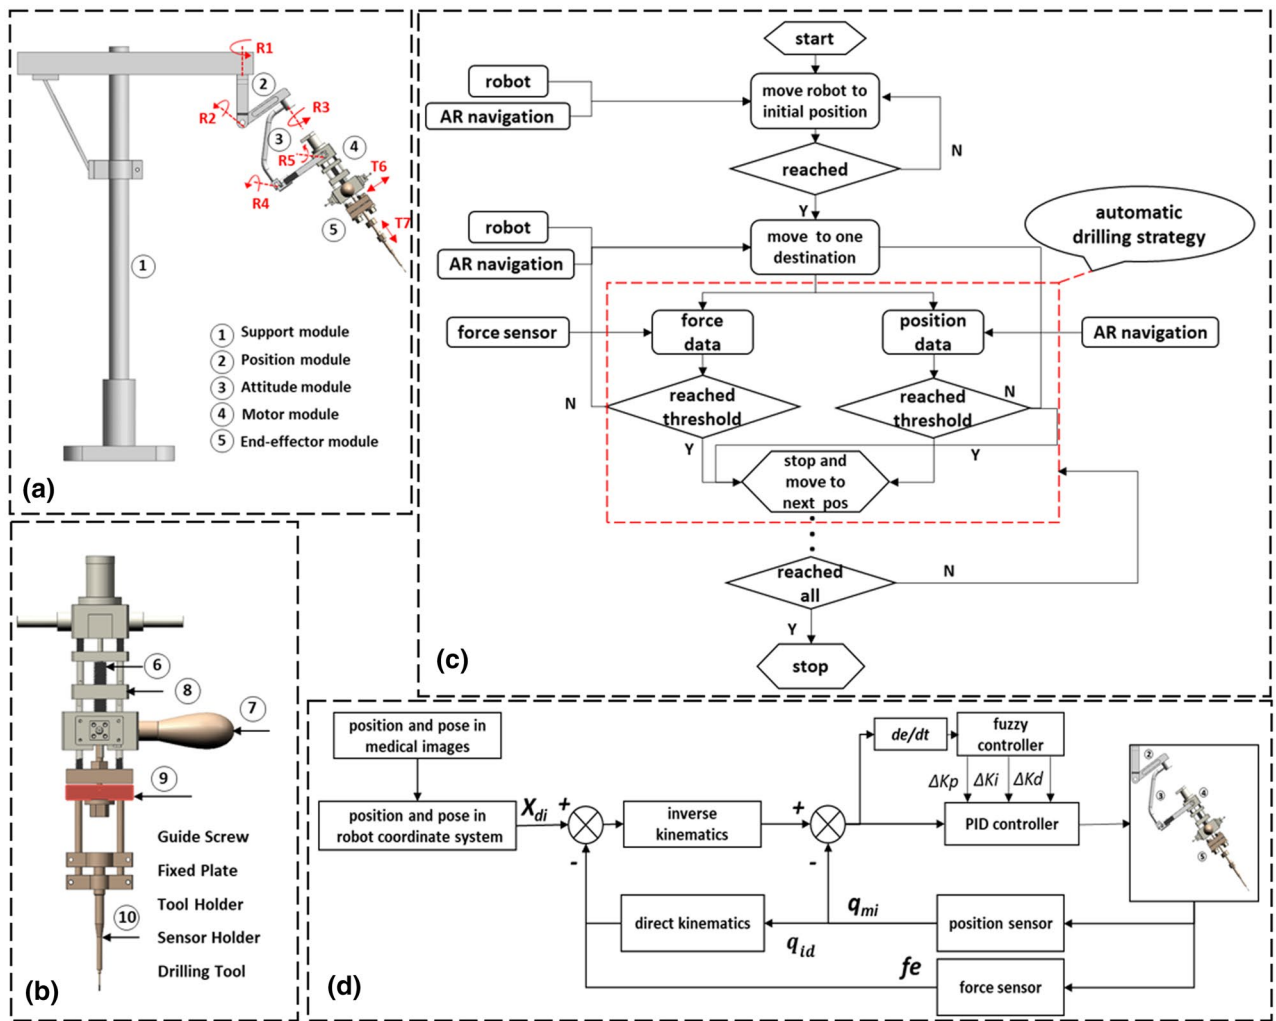 R1
2
R2
R3
3
R5
4
T6
R4
5
T7
1
1 Support module
2 Position module
3 Attitude module
4 Motor module
5 End-effector module
(a)
6
8
7
9
Guide Screw
Fixed Plate
Tool Holder
10
Sensor Holder
Drilling Tool
(b)
start
robot
AR navigation
move robot to
initial position
N
reached
Y
robot
AR navigation
move to one
destination
automatic
drilling strategy
force sensor
force
data
position
data
AR navigation
N
reached
threshold
reached
threshold
N
Y
Y
stop and
move to
next pos
reached
all
N
Y
stop
(c)
position and pose in
medical images
position and pose in
robot coordinate system
Xdi
+
-
inverse
kinematics
+
-
de/dt
fuzzy
controller
ΔKp
ΔKi
ΔKd
PID controller
2
3
4
5
direct kinematics
qmi
qid
position sensor
fe
force sensor
(d)